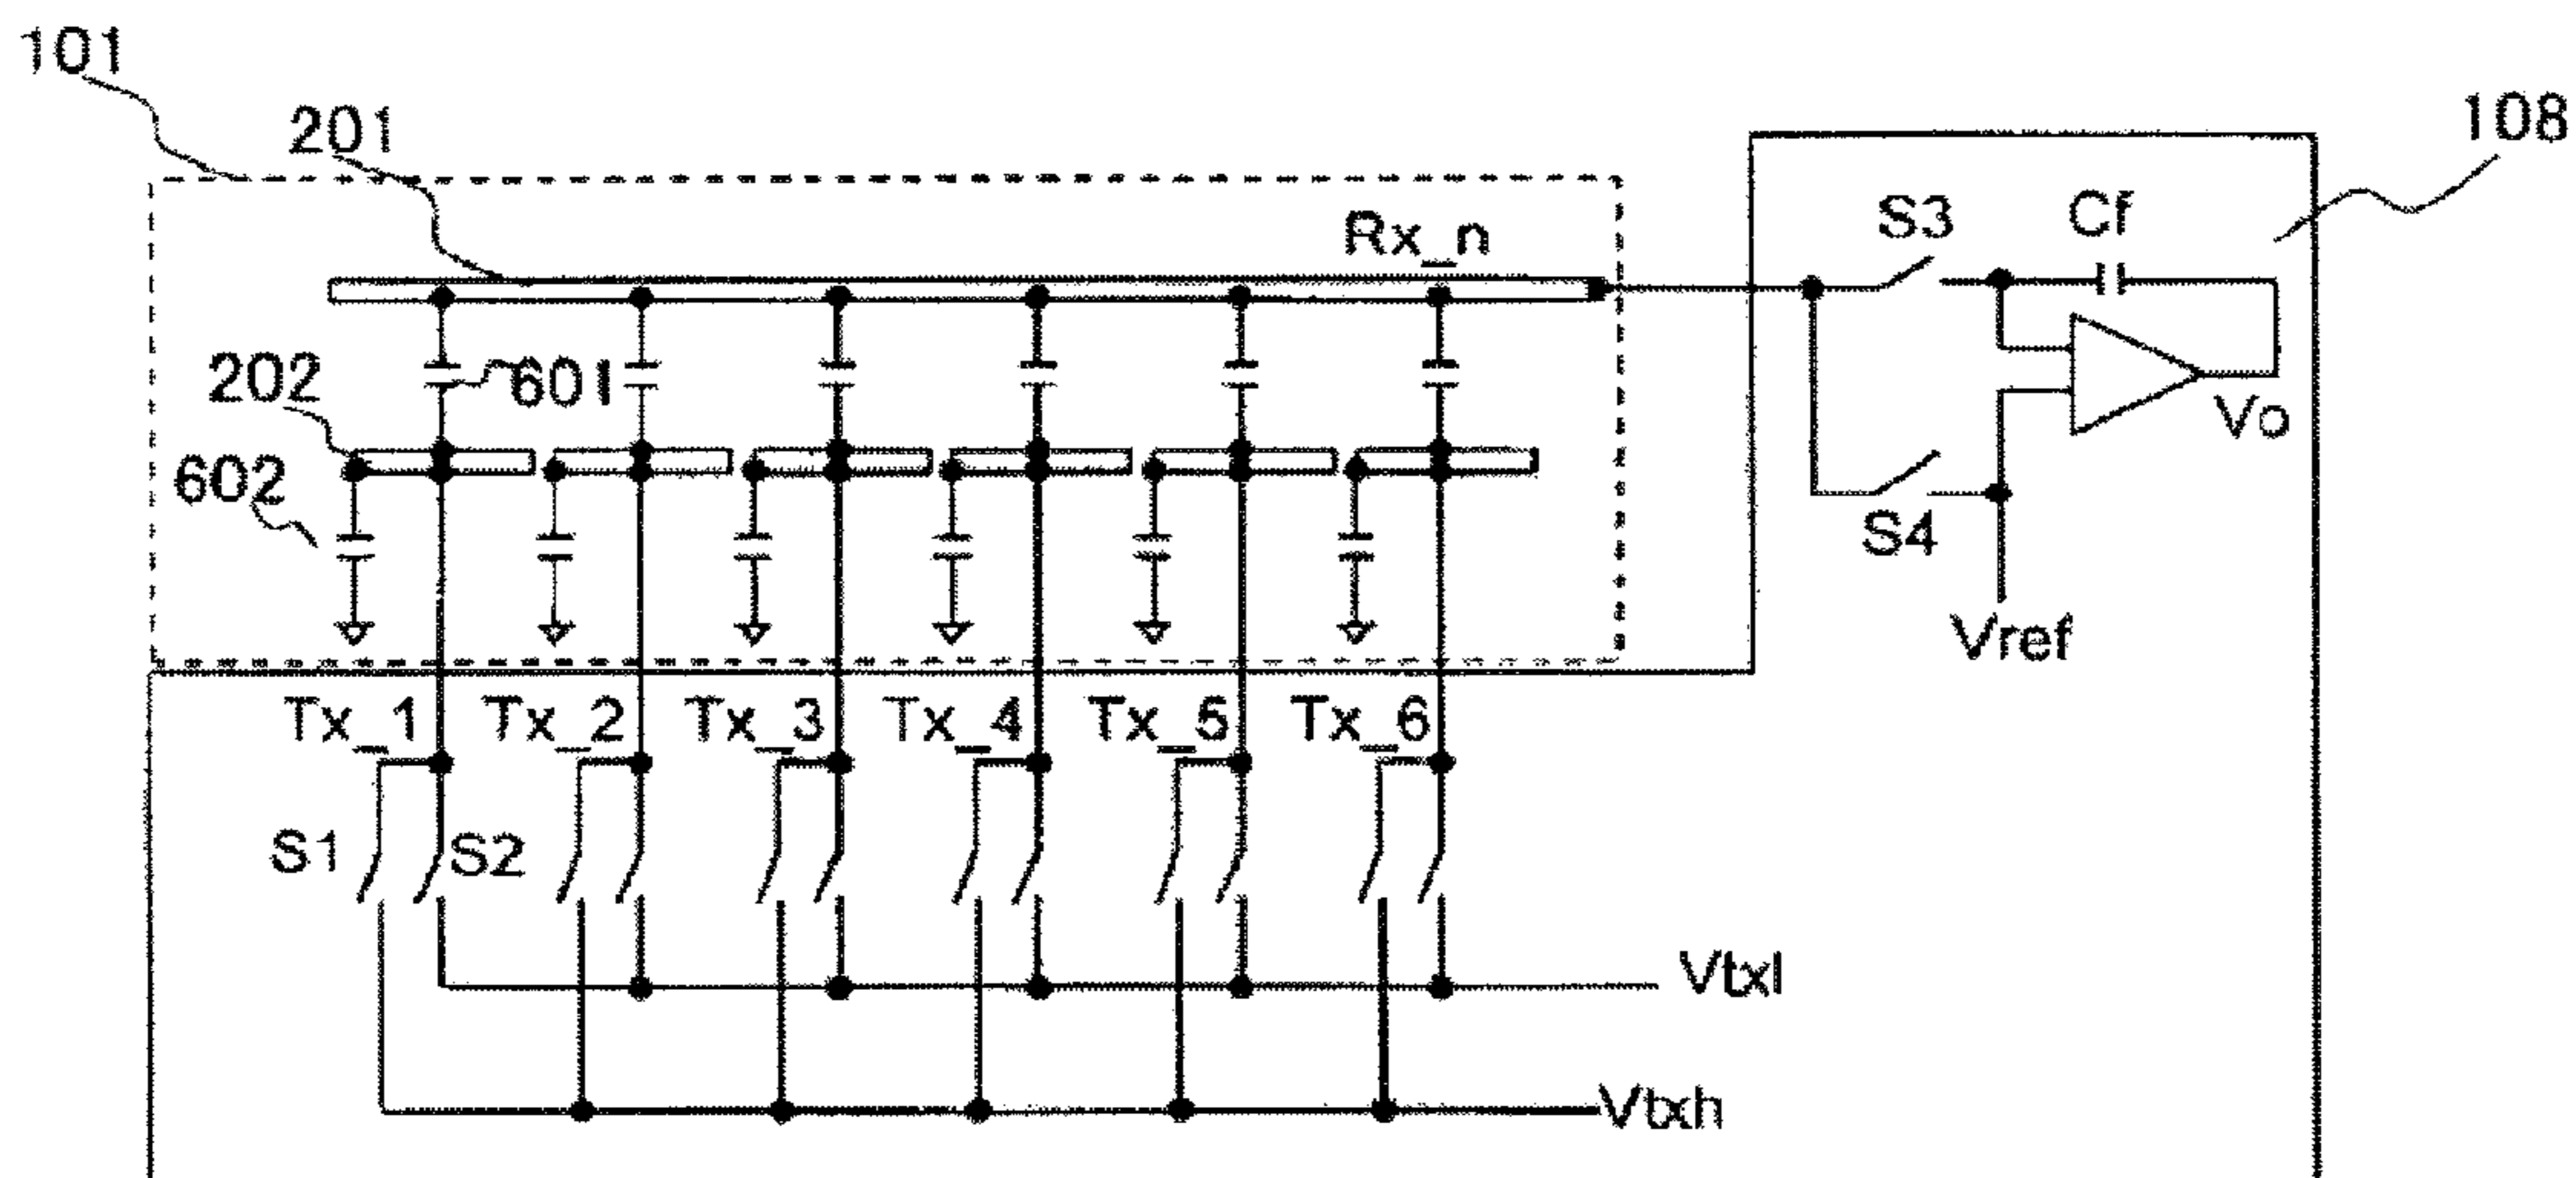 101
201
108
Rx_n
S3
Cf
202
601
602
Vo
S4
Vref
Tx_1
Tx_2
Tx_3
Tx_4
Tx_5
Tx_6
S1
S2
Vtxl
Vtxh